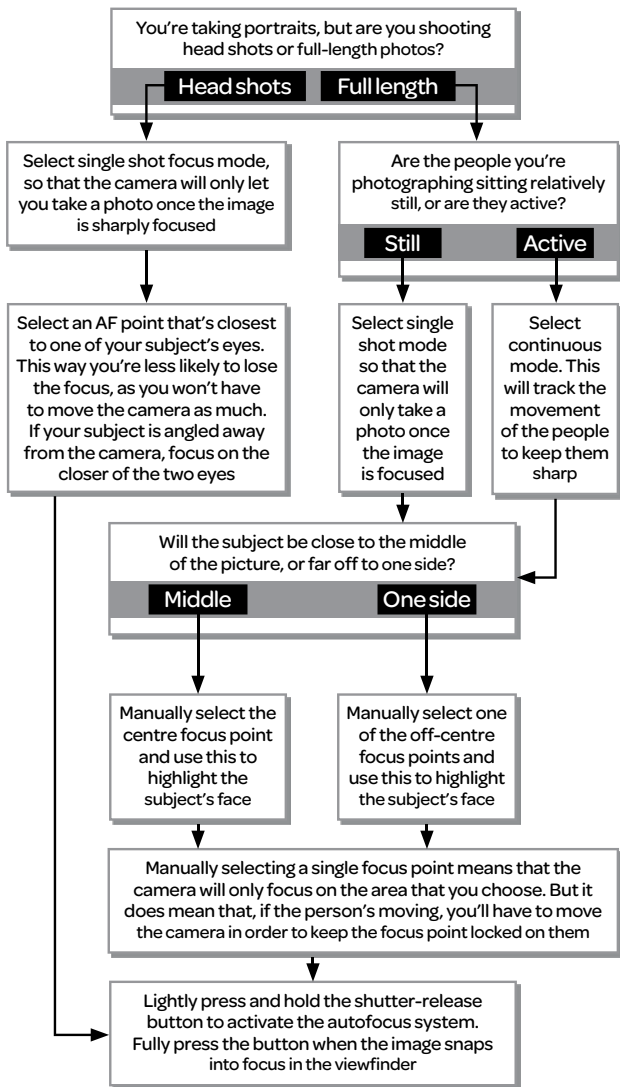 You're taking portraits, but are you shooting
head shots or full-length photos?
Head shots
Full length
Select single shot focus mode,
so that the camera will only let
you take a photo once the image
is sharply focused
Are the people you're
photographing sitting relatively
still, or are they active?
Still
Active
Select an AF point that's closest
to one of your subject's eyes.
This way you're less likely to lose
the focus, as you won't have
to move the camera as much.
If your subject is angled away
from the camera, focus on the
closer of the two eyes
Select single
shot mode
so that the
camera will
only take a
photo once
the image
is focused
Select
continuous
mode. This
will track the
movement
of the people
to keep them
sharp
Will the subject be close to the middle
of the picture, or far off to one side?
Middle
One side
Manually select the
centre focus point
and use this to
highlight the
subject's face
Manually select one
of the off-centre
focus points and
use this to highlight
the subject's face
Manually selecting a single focus point means that the
camera will only focus on the area that you choose. But it
does mean that, if the person's moving, you'll have to move
the camera in order to keep the focus point locked on them
Lightly press and hold the shutter-release
button to activate the autofocus system.
Fully press the button when the image snaps
into focus in the viewfinder